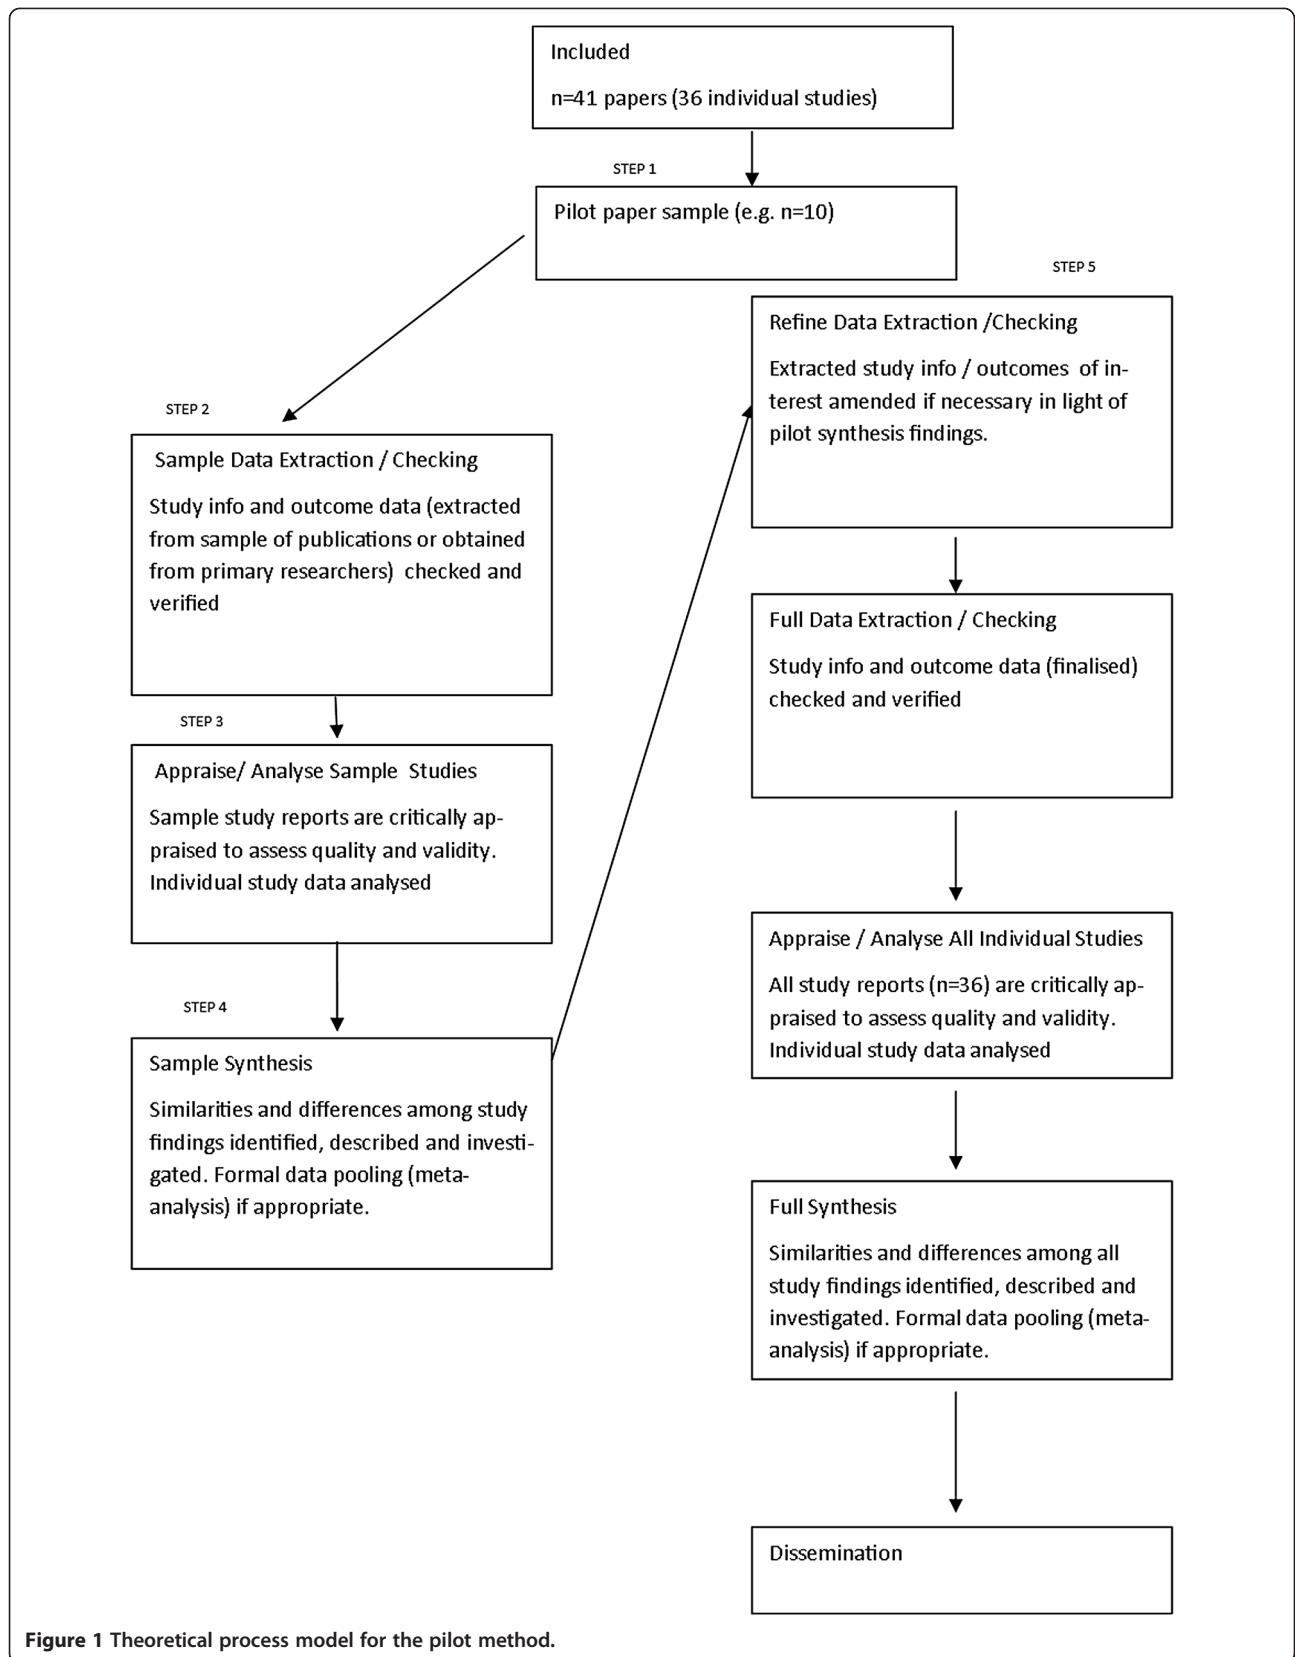 Included
n=41 papers (36 individual studies)
STEP 1
Pilot paper sample (e.g. n=10)
STEP 2
Sample Data Extraction / Checking
Study info and outcome data (extracted
from sample of publications or obtained
from primary researchers) checked and
verified
STEP 3
Appraise/ Analyse Sample Studies
Sample study reports are critically ap-
praised to assess quality and validity.
Individual study data analysed
STEP 4
Sample Synthesis
Similarities and differences among study
findings identified, described and investi-
gated. Formal data pooling (meta-
analysis) if appropriate.
STEP 5
Refine Data Extraction /Checking
Extracted study info / outcomes of in-
terest amended if necessary in light of
pilot synthesis findings.
Full Data Extraction / Checking
Study info and outcome data (finalised)
checked and verified
Appraise / Analyse All Individual Studies
All study reports (n=36) are critically ap-
praised to assess quality and validity.
Individual study data analysed
Full Synthesis
Similarities and differences among all
study findings identified, described and
investigated. Formal data pooling (meta-
analysis) if appropriate.
Dissemination
Figure 1 Theoretical process model for the pilot method.